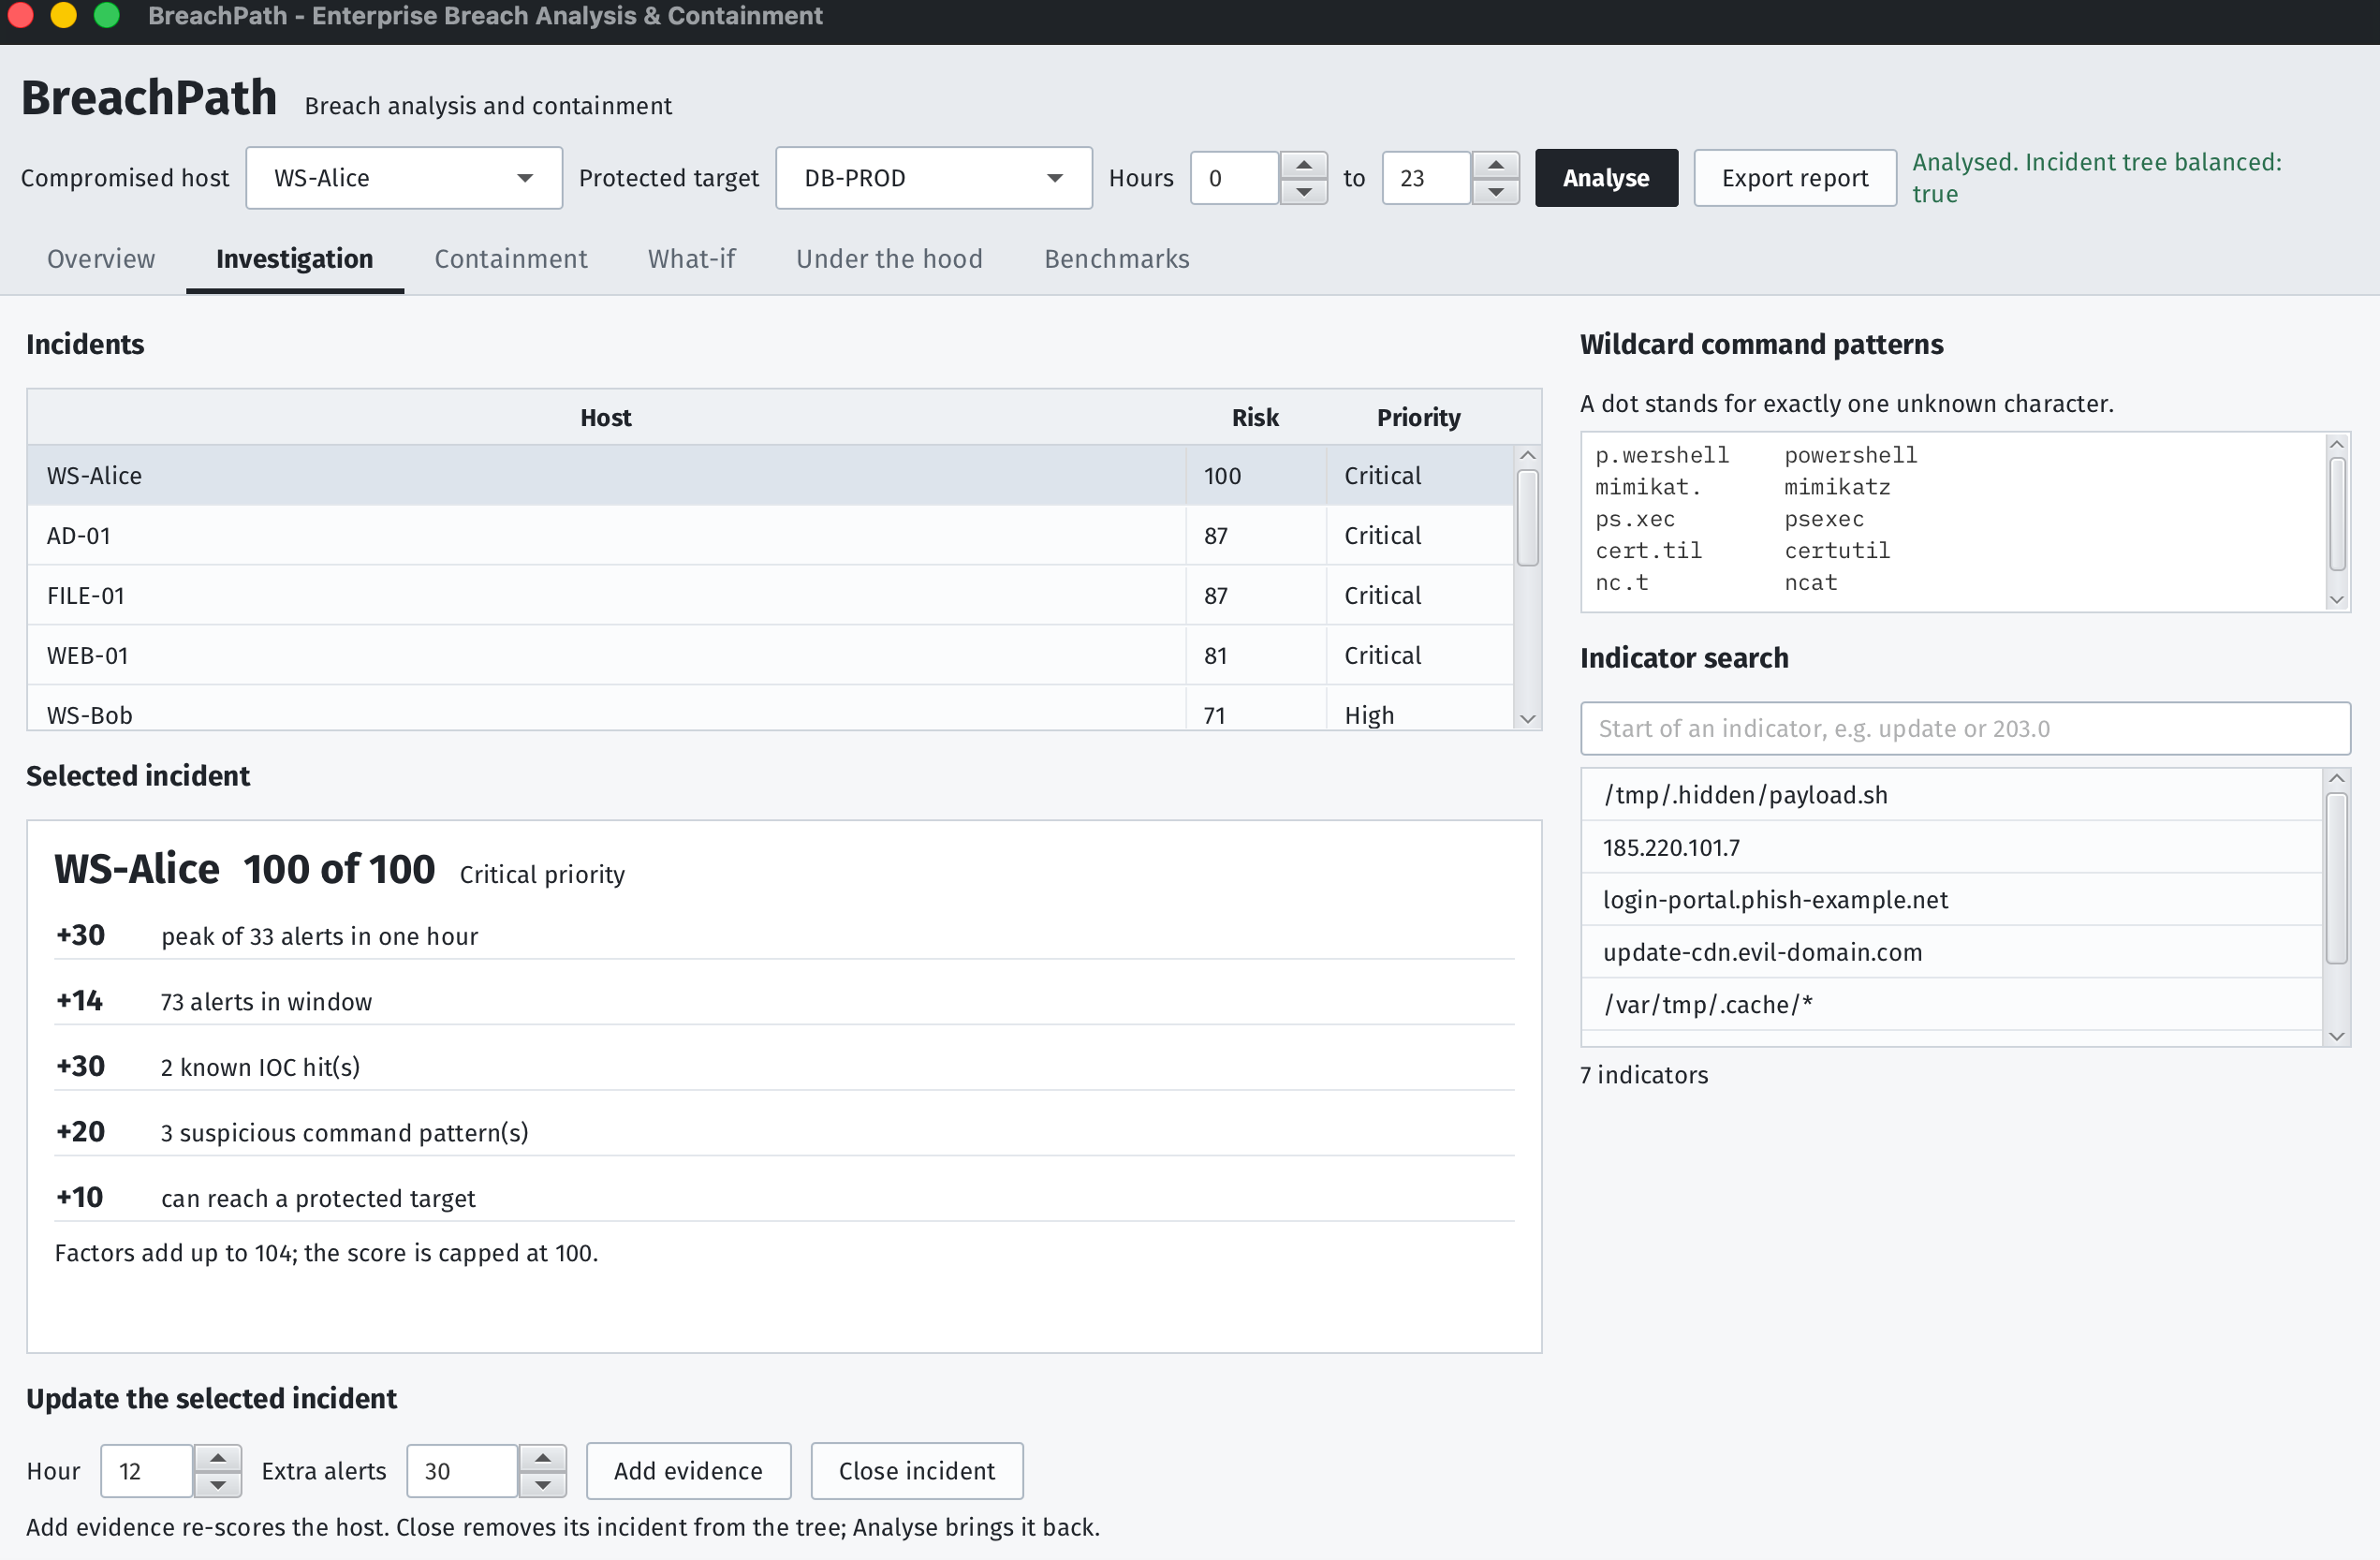 BreachPath - Enterprise Breach Analysis & Containment
BreachPath Breach analysis and containment
Compromised host WS-Alice Protected target DB-PROD Hours 0 to 23 Analyse Export report Analysed. Incident tree balanced:
true
Overview Investigation Containment What-if Under the hood Benchmarks
Incidents
Host Risk Priority
WS-Alice 100 Critical
AD-01 87 Critical
FILE-01 87 Critical
WEB-01 81 Critical
WS-Bob 71 High
Selected incident
WS-Alice 100 of 100 Critical priority
+30 peak of 33 alerts in one hour
+14 73 alerts in window
+30 2 known IOC hit(s)
+20 3 suspicious command pattern(s)
+10 can reach a protected target
Factors add up to 104; the score is capped at 100.
Update the selected incident
Hour 12 Extra alerts 30 Add evidence Close incident
Add evidence re-scores the host. Close removes its incident from the tree; Analyse brings it back.
Wildcard command patterns
A dot stands for exactly one unknown character.
p.wershell powershell
mimikat. mimikatz
ps.xec psexec
cert.til certutil
nc.t ncat
Indicator search
Start of an indicator, e.g. update or 203.0
/tmp/.hidden/payload.sh
185.220.101.7
login-portal.phish-example.net
update-cdn.evil-domain.com
/var/tmp/.cache/*
7 indicators